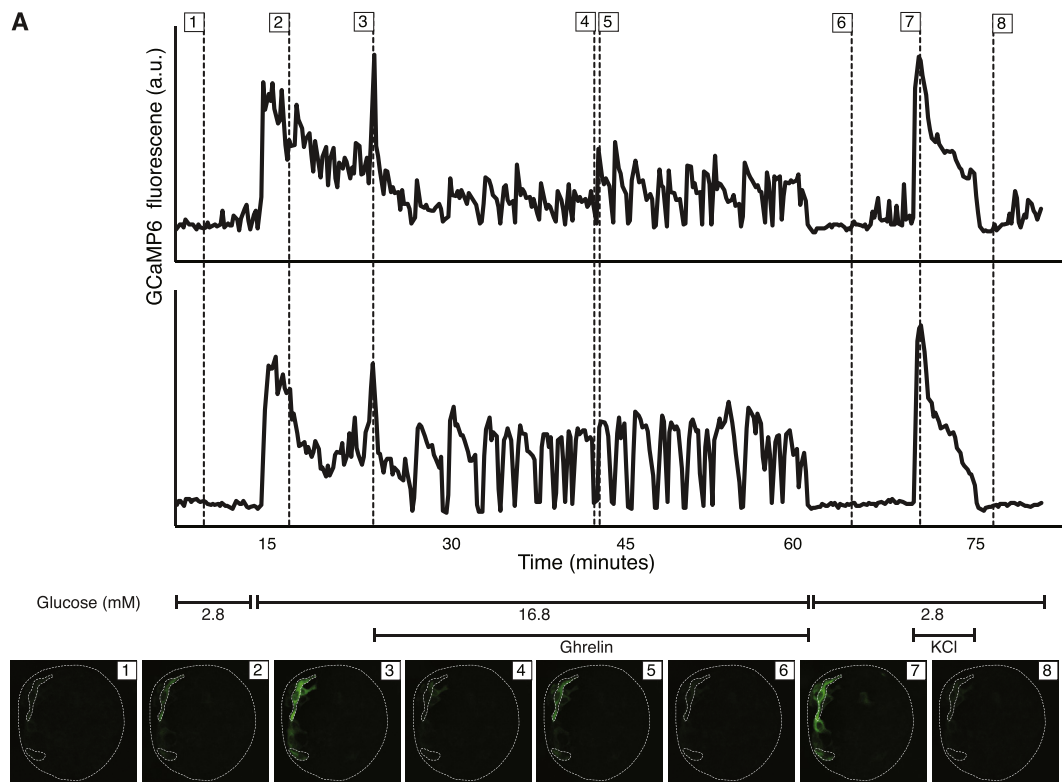 A
1 2 3 4 5 6 7 8
GCaMP6 fluorescene (a.u.)
15 30 45 60 75
Time (minutes)
Glucose (mM)
2.8 16.8 2.8
Ghrelin KCl
1 2 3 4 5 6 7 8